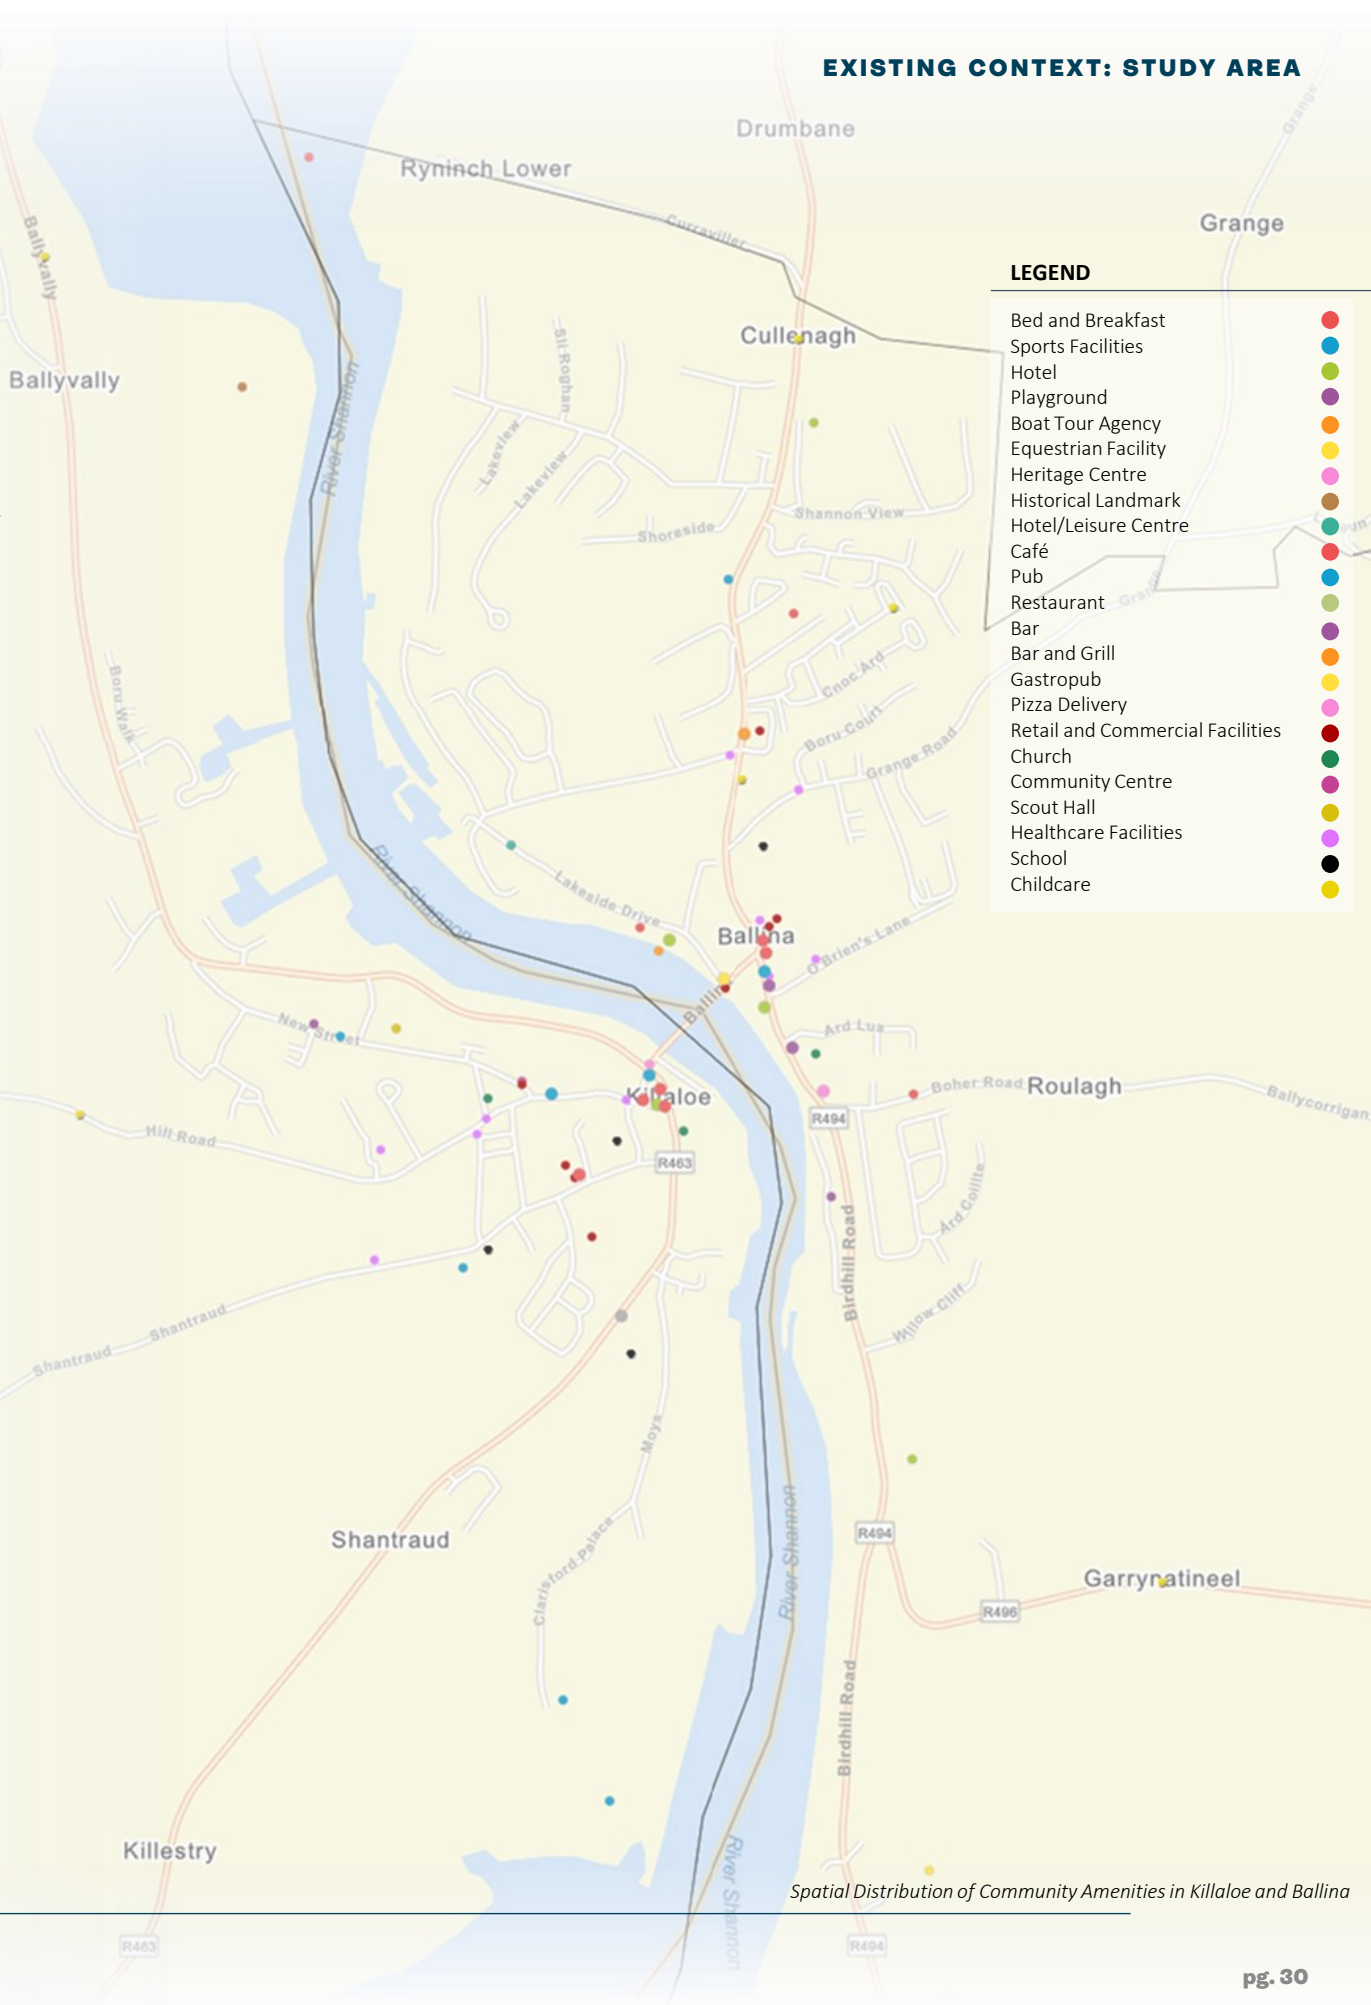 EXISTING CONTEXT: STUDY AREA
Drumbane
Grange
Ryninch Lower
Curraviller
Grange
Ballyvally
LEGEND
Cullenagh
Sli Roghan
Ballyvally
River Shannon
Lakeview
Lakeview
Shoreside
Shannon View
Bed and Breakfast
Sports Facilities
Hotel
Playground
Boat Tour Agency
Equestrian Facility
Heritage Centre
Historical Landmark
Hotel/Leisure Centre
Café
Pub
Restaurant
Bar
Bar and Grill
Gastropub
Pizza Delivery
Retail and Commercial Facilities
Church
Community Centre
Scout Hall
Healthcare Facilities
School
Childcare
Boru Walk
Cnoc Ard
Boru Court
Grange Road
River Shannon
Lakeside Drive
Ballina
O'Brien's Lane
New Street
Ard Lua
Killaloe
Boher Road
Roulagh
Ballycorrigan
R494
Hill Road
R463
Ard Coillte
Birdhill Road
Willow Cliff
Shantraud
Shantraud
Moys
Shantraud
Clarisford Palace
River Shannon
R494
Garrynatineel
R496
Birdhill Road
Killestry
River Shannon
Spatial Distribution of Community Amenities in Killaloe and Ballina
R463
R494
pg. 30